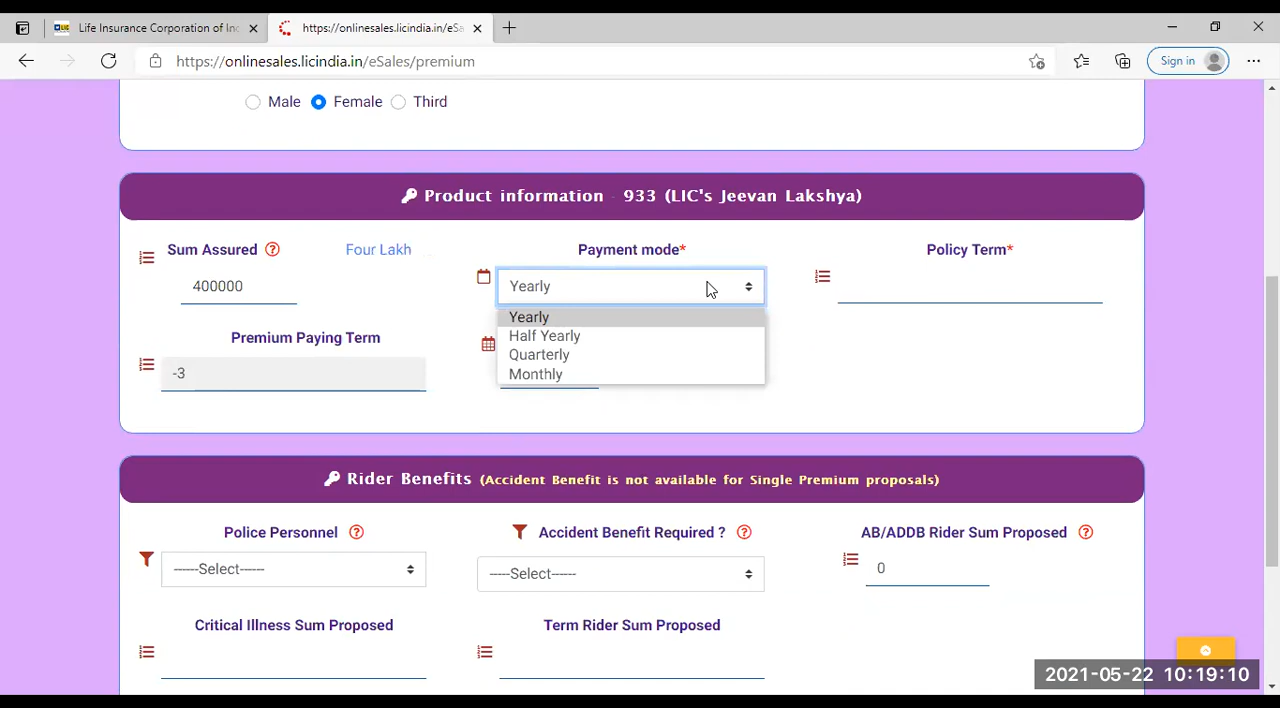 Life Insurance Corporation of Ind
https://onlinesales.licindia.in/eSa
https://onlinesales.licindia.in/eSales/premium
Sign in
Male Female Third
Product information - 933 (LIC's Jeevan Lakshya)
Sum Assured ? Four Lakh Payment mode* Policy Term*
400000 Yearly
Yearly
Half Yearly
Quarterly
Monthly
Premium Paying Term
-3
Rider Benefits (Accident Benefit is not available for Single Premium proposals)
Police Personnel ? Accident Benefit Required ? ? AB/ADDB Rider Sum Proposed ?
------Select------ -----Select------ 0
Critical Illness Sum Proposed Term Rider Sum Proposed
2021-05-22 10:19:10